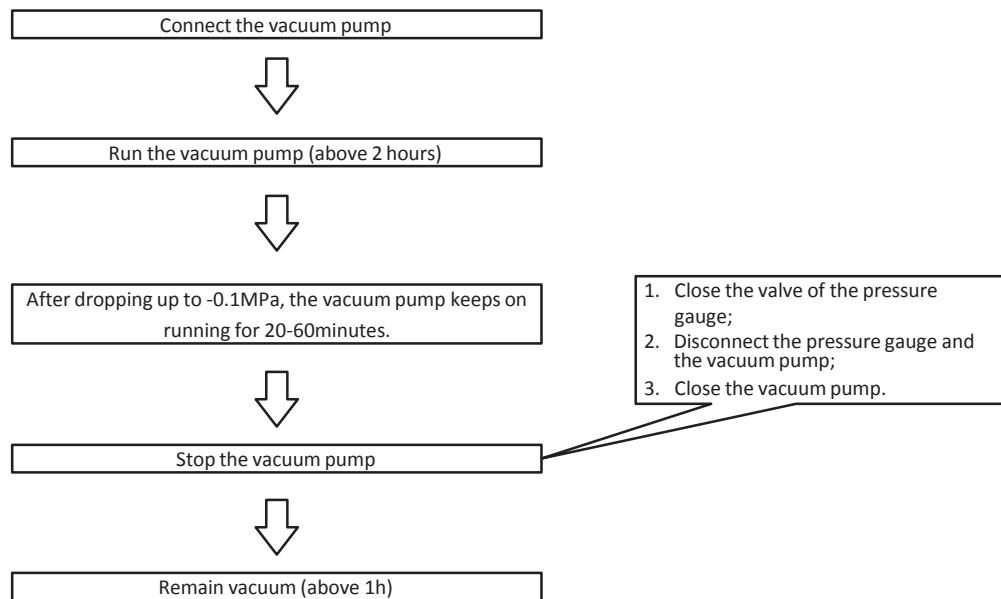 Connect the vacuum pump
Run the vacuum pump (above 2 hours)
After dropping up to -0.1MPa, the vacuum pump keeps on
running for 20-60minutes.
1. Close the valve of the pressure
gauge;
2. Disconnect the pressure gauge and
the vacuum pump;
3. Close the vacuum pump.
Stop the vacuum pump
Remain vacuum (above 1h)